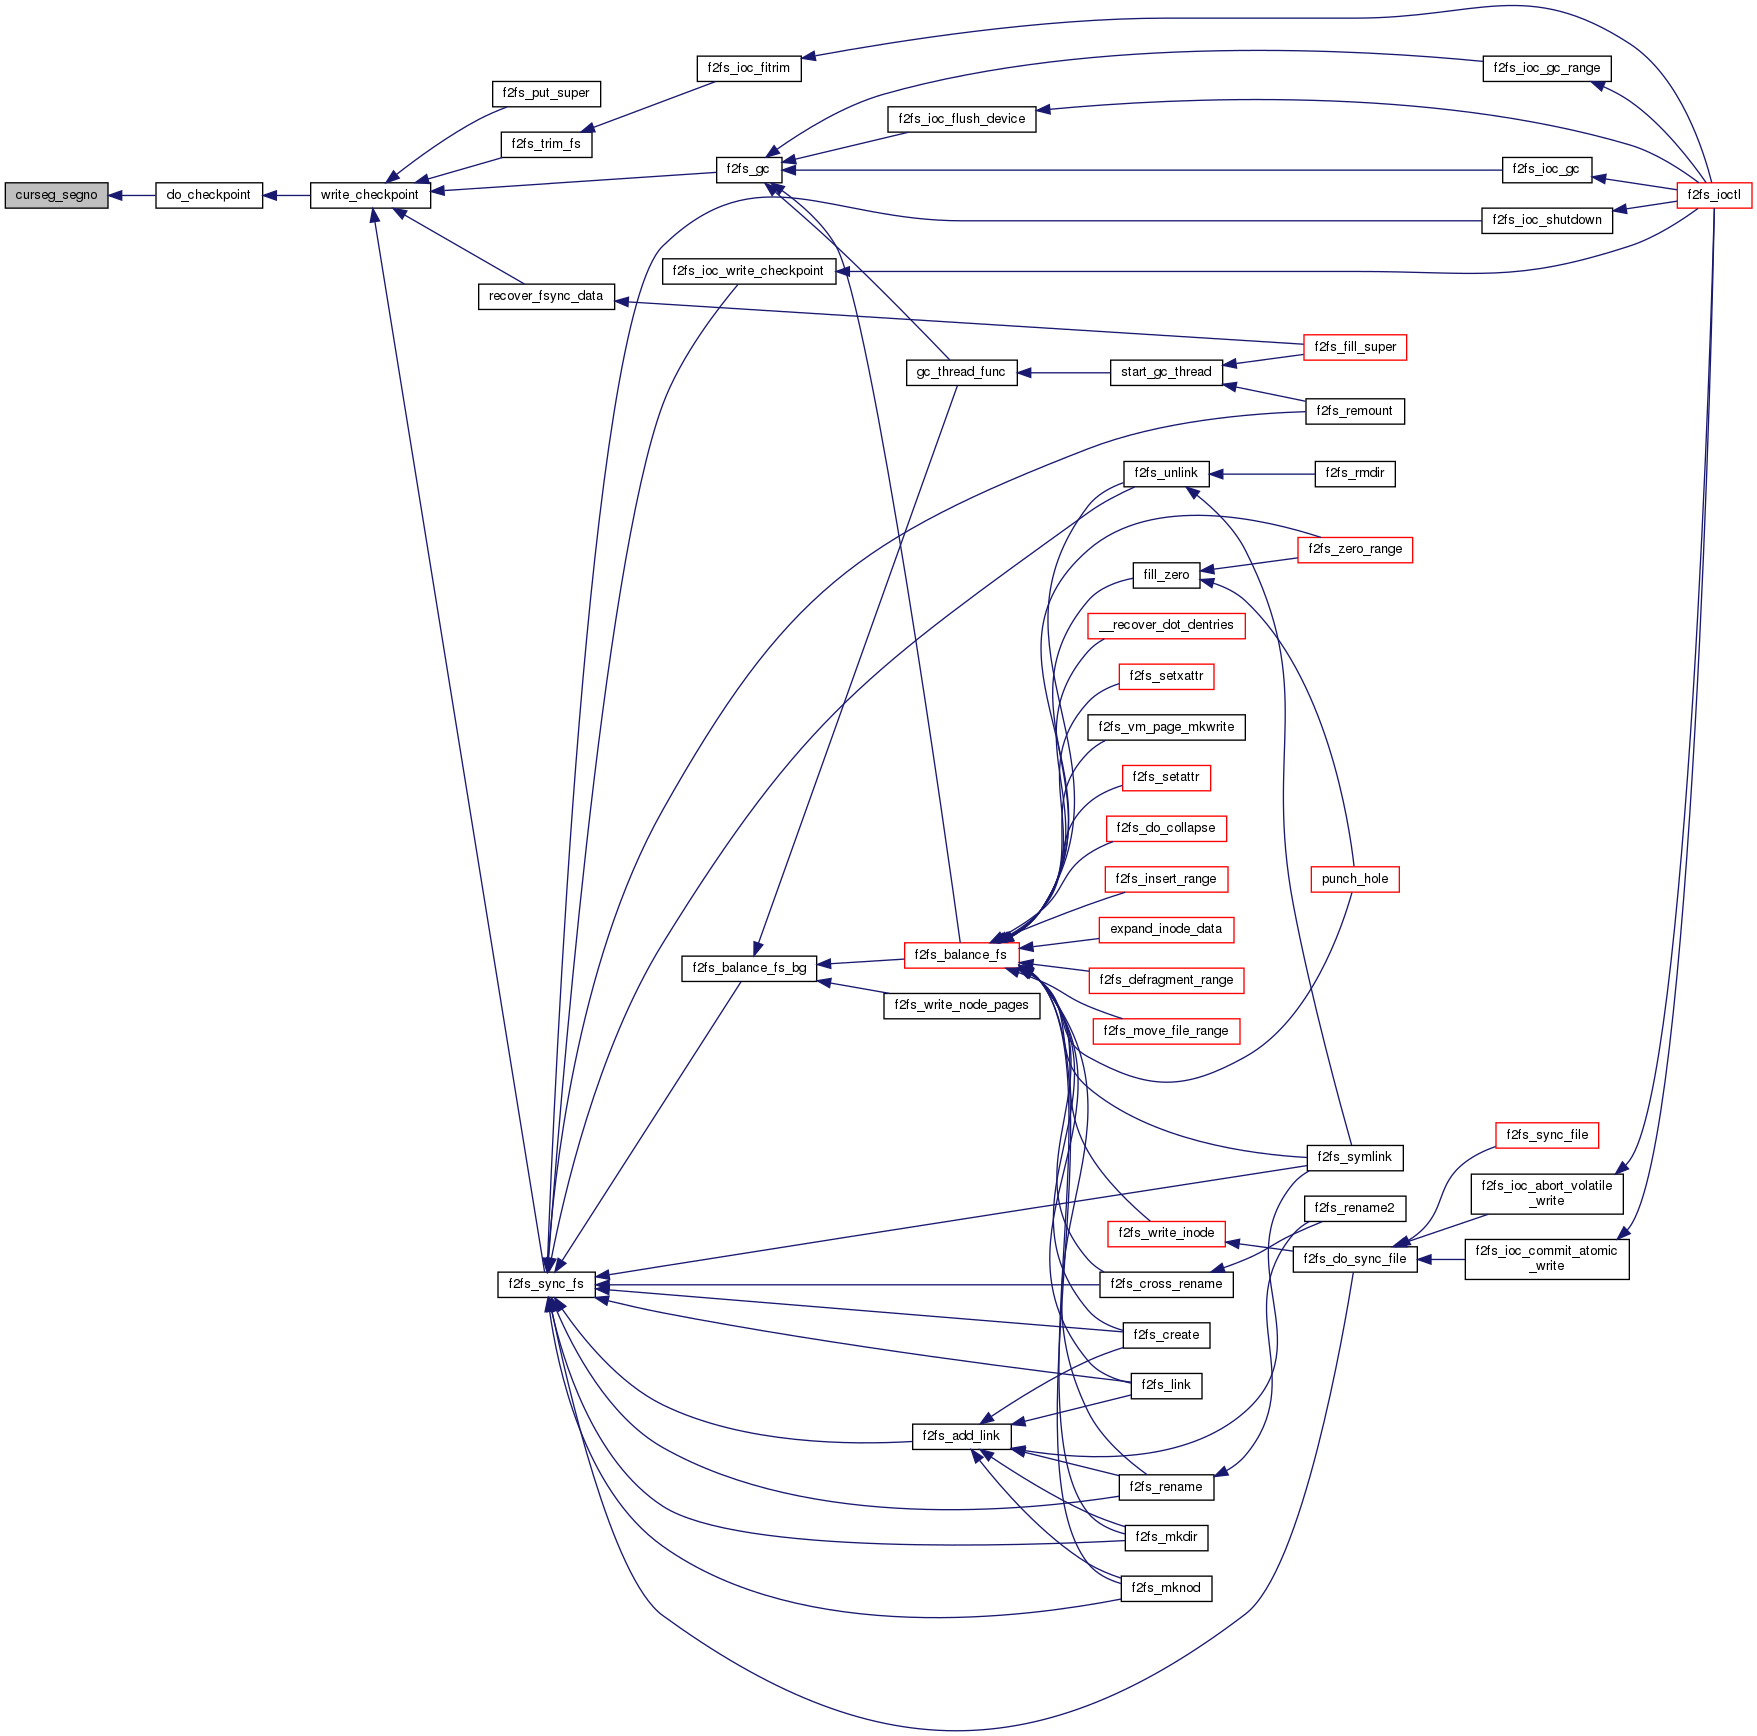 f2fs_ioc_fitrim
f2fs_ioc_gc_range
f2fs_put_super
f2fs_ioc_flush_device
f2fs_trim_fs
f2fs_gc
f2fs_ioc_gc
curseg_segno
do_checkpoint
write_checkpoint
f2fs_ioctl
f2fs_ioc_shutdown
f2fs_ioc_write_checkpoint
recover_fsync_data
f2fs_fill_super
gc_thread_func
start_gc_thread
f2fs_remount
f2fs_unlink
f2fs_rmdir
f2fs_zero_range
fill_zero
__recover_dot_dentries
f2fs_setxattr
f2fs_vm_page_mkwrite
f2fs_setattr
f2fs_do_collapse
f2fs_insert_range
punch_hole
expand_inode_data
f2fs_balance_fs
f2fs_balance_fs_bg
f2fs_defragment_range
f2fs_write_node_pages
f2fs_move_file_range
f2fs_sync_file
f2fs_symlink
f2fs_ioc_abort_volatile
_write
f2fs_rename2
f2fs_write_inode
f2fs_do_sync_file
f2fs_ioc_commit_atomic
_write
f2fs_sync_fs
f2fs_cross_rename
f2fs_create
f2fs_link
f2fs_add_link
f2fs_rename
f2fs_mkdir
f2fs_mknod